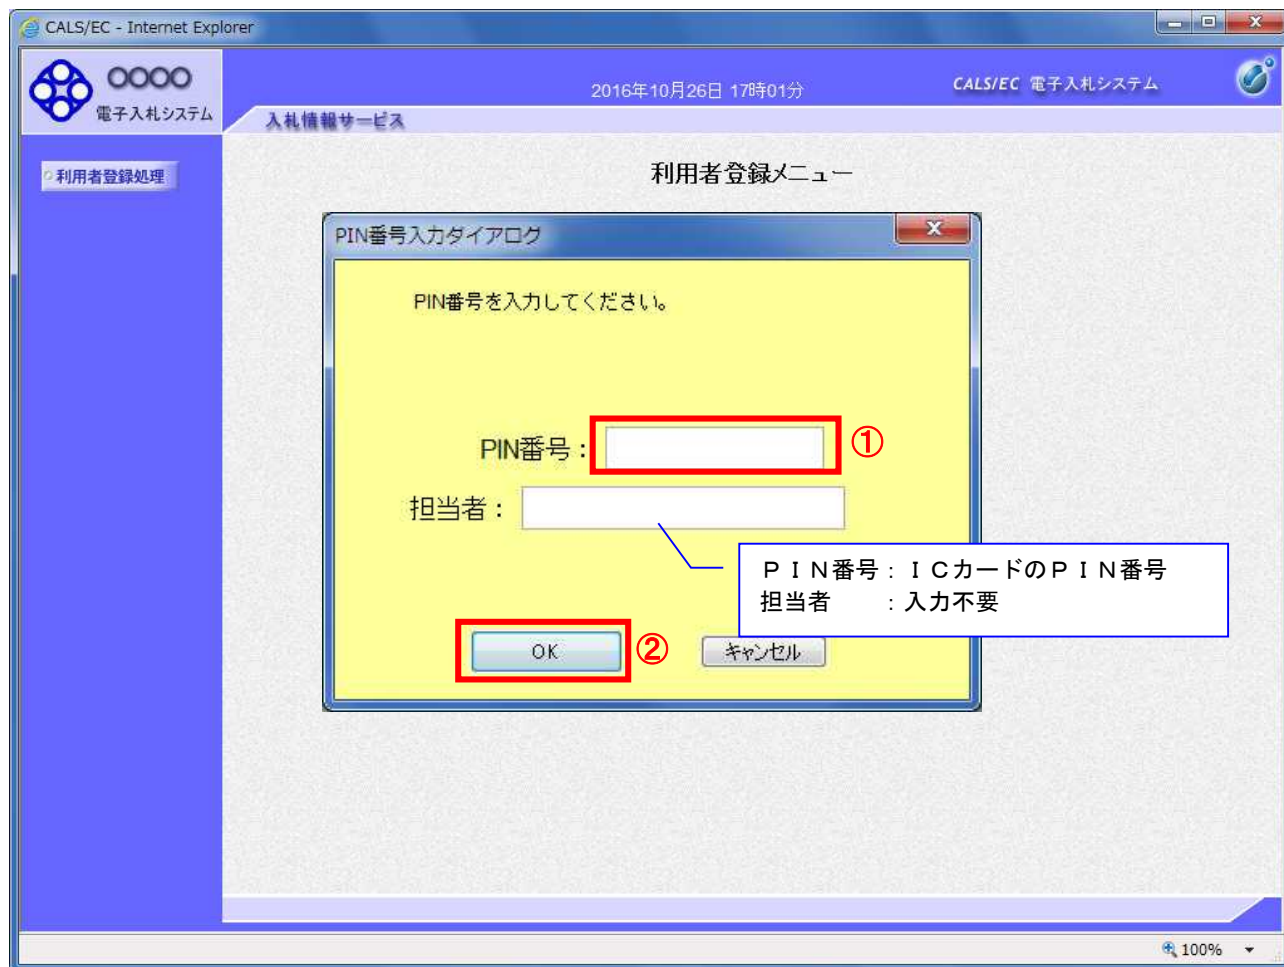 CALS/EC - Internet Explorer
〇〇〇〇
電子入札システム
2016年10月26日 17時01分
CALS/EC 電子入札システム
入札情報サービス
利用者登録処理
利用者登録メニュー
PIN番号入力ダイアログ
PIN番号を入力してください。
PIN番号：
①
担当者：
ＰＩＮ番号：ＩＣカードのＰＩＮ番号
担当者　　：入力不要
OK
②
キャンセル
100%